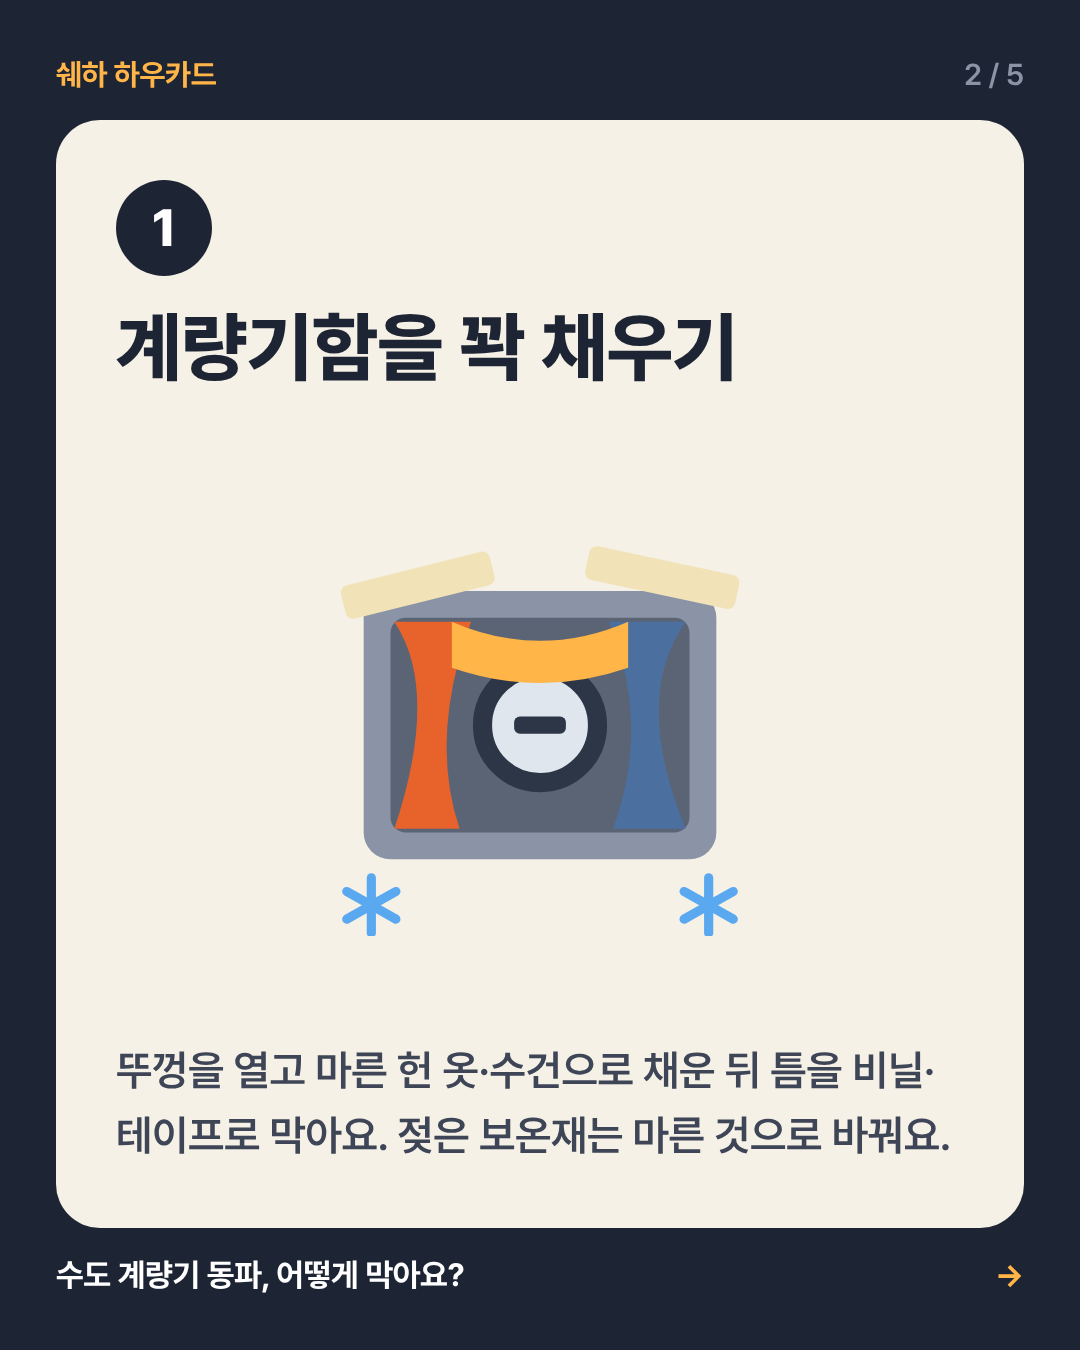 쉐하 하우카드
2 / 5
1
계량기함을 꽉 채우기
뚜껑을 열고 마른 헌 옷·수건으로 채운 뒤 틈을 비닐·
테이프로 막아요. 젖은 보온재는 마른 것으로 바꿔요.
수도 계량기 동파, 어떻게 막아요?
→